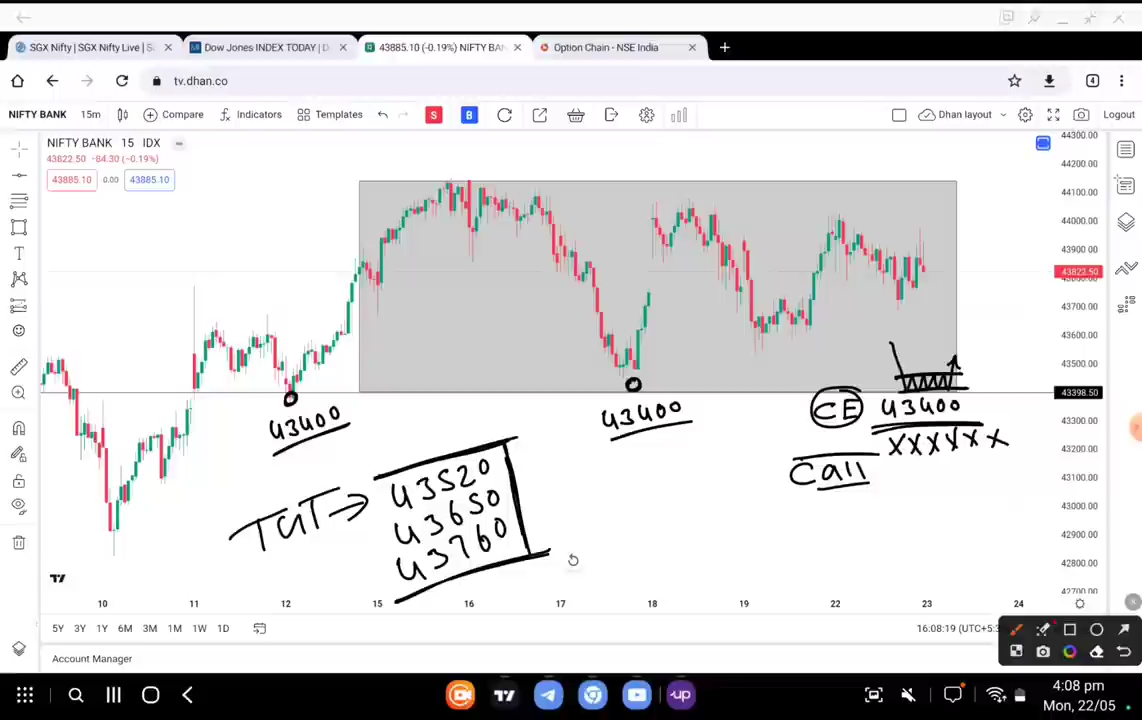 SGX Nifty | SGX Nifty Live | S
Dow Jones INDEX TODAY | D
43885.10 (-0.19%) NIFTY BAN
Option Chain - NSE India
tv.dhan.co
4
NIFTY BANK 15m Compare Indicators Templates S B Dhan layout Logout
NIFTY BANK 15 IDX
43822.50 -84.30 (-0.19%)
43885.10 0.00 43885.10
44300.00
44200.00
44100.00
44000.00
43900.00
43822.50
43700.00
43600.00
43500.00
43398.50
43300.00
43200.00
43100.00
43000.00
42900.00
42800.00
42700.00
43400
43400
CE 43400
XXXXXX
Call
TGT →
43520
43650
43760
10 11 12 15 16 17 18 19 22 23 24
5Y 3Y 1Y 6M 3M 1M 1W 1D
16:08:19 (UTC+5:3
Account Manager
up
4:08 pm
Mon, 22/05